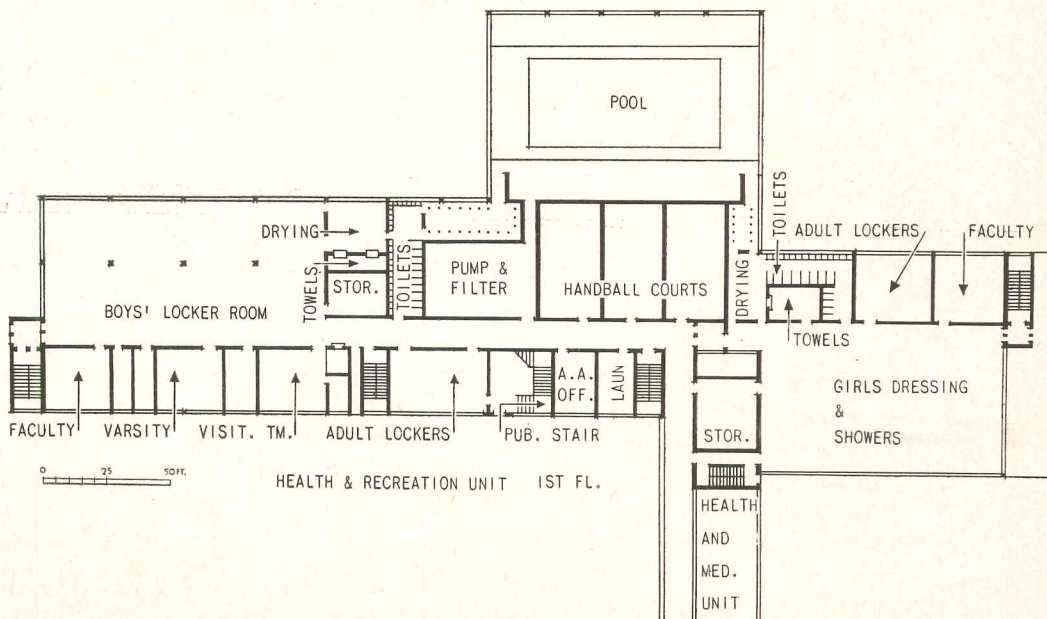 POOL
TOILETS
DRYING
ADULT LOCKERS
FACULTY
TOWELS
STOR.
TOILETS
PUMP &
FILTER
HANDBALL COURTS
DRYING
BOYS' LOCKER ROOM
TOWELS
A.A.
OFF.
LAUN
GIRLS DRESSING
&
SHOWERS
STOR.
FACULTY
VARSITY
VISIT. TM.
ADULT LOCKERS
PUB. STAIR
0 25 50 FT.
HEALTH & RECREATION UNIT 1ST FL.
HEALTH
AND
MED.
UNIT